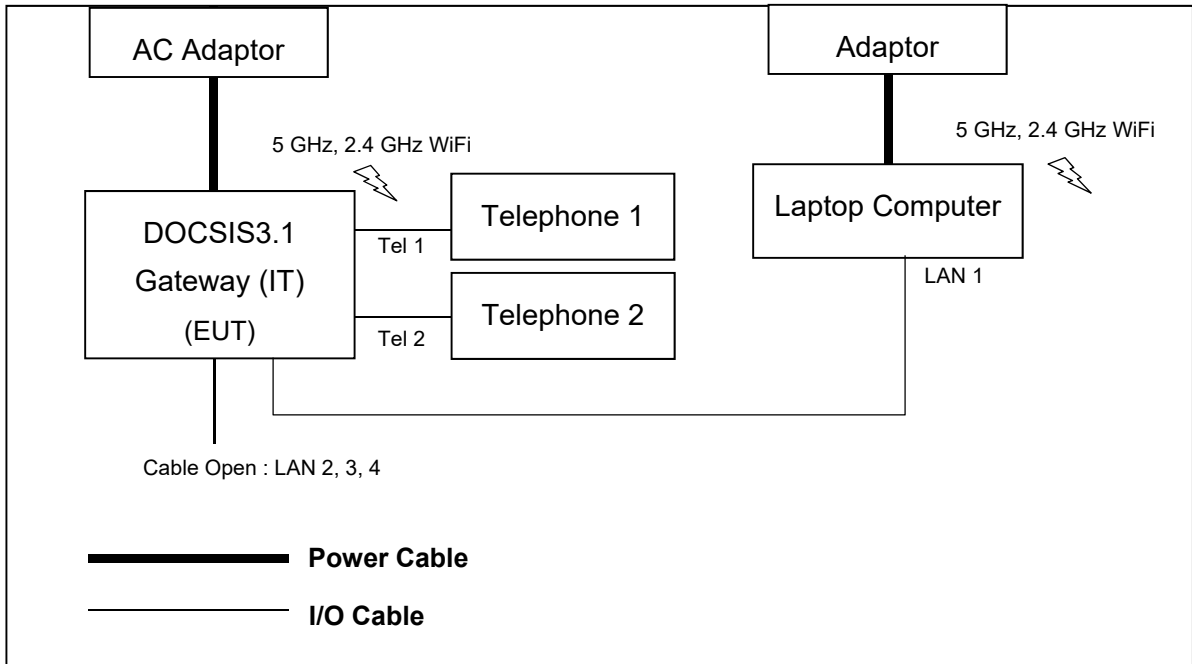 AC Adaptor
Adaptor
5 GHz, 2.4 GHz WiFi
5 GHz, 2.4 GHz WiFi
DOCSIS3.1
Gateway (IT)
(EUT)
Tel 1
Telephone 1
Tel 2
Telephone 2
Laptop Computer
LAN 1
Cable Open : LAN 2, 3, 4
Power Cable
I/O Cable